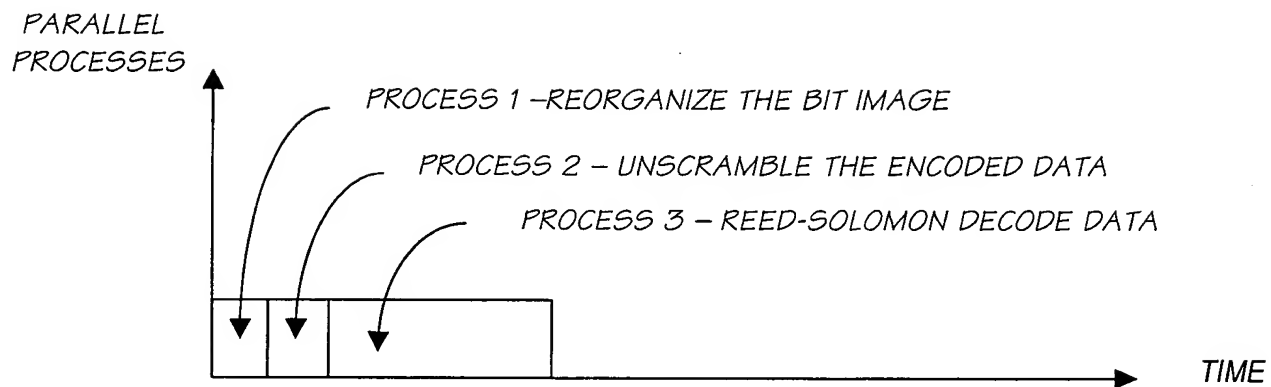 PARALLEL
PROCESSES
PROCESS 1 –REORGANIZE THE BIT IMAGE
PROCESS 2 – UNSCRAMBLE THE ENCODED DATA
PROCESS 3 – REED-SOLOMON DECODE DATA
TIME